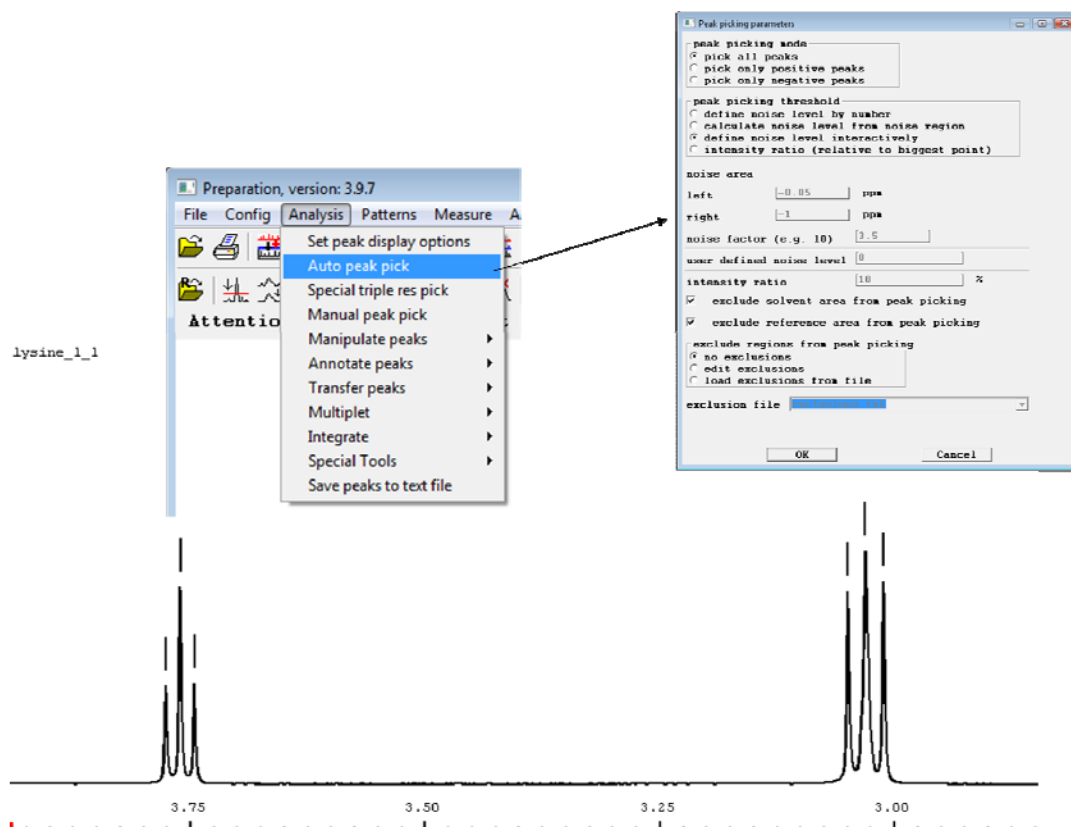 Peak picking parameters
peak picking mode
pick all peaks
pick only positive peaks
pick only negative peaks
peak picking threshold
define noise level by number
calculate noise level from noise region
define noise level interactively
intensity ratio (relative to biggest point)
noise area
left -0.05 ppm
right -1 ppm
noise factor (e.g. 10) 3.5
user defined noise level 0
intensity ratio 10 %
exclude solvent area from peak picking
exclude reference area from peak picking
exclude regions from peak picking
no exclusions
edit exclusions
load exclusions from file
exclusion file
OK Cancel
Preparation, version: 3.9.7
File Config Analysis Patterns Measure A
Set peak display options
Auto peak pick
Special triple res pick
Manual peak pick
Manipulate peaks
Annotate peaks
Transfer peaks
Multiplet
Integrate
Special Tools
Save peaks to text file
Attentio
lysine_1_1
3.75 3.50 3.25 3.00